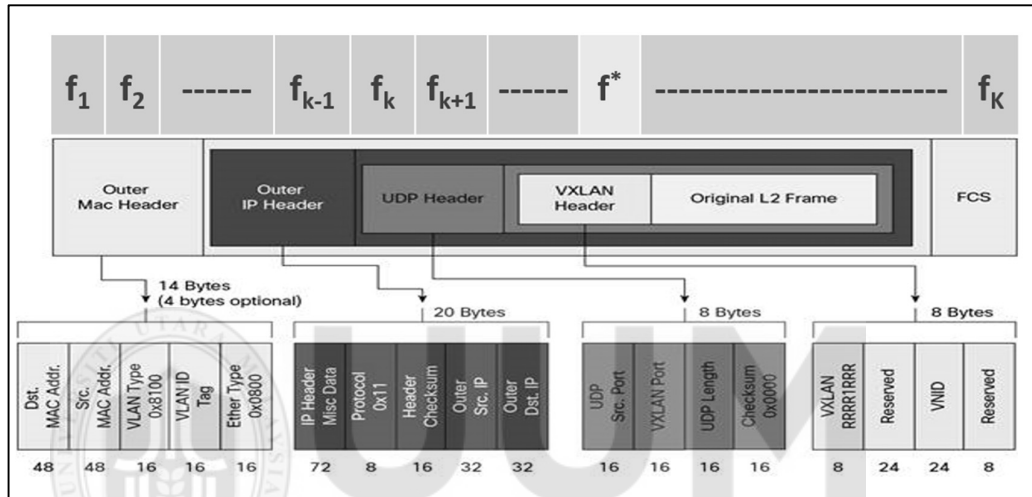 f1 f2 ------ fk-1 fk fk+1 ------ f* ------------------------ fK
Outer
Mac Header
Outer
IP Header
UDP Header
VXLAN
Header
Original L2 Frame
FCS
14 Bytes
(4 bytes optional)
20 Bytes
8 Bytes
8 Bytes
Dst.
MAC Addr.
Src.
MAC Addr.
VLAN Type
0x8100
VLAN ID
Tag
Ether Type
0x0800
IP Header
Misc Data
Protocol
0x11
Header
Checksum
Outer
Src. IP
Outer
Dst. IP
UDP
Src. Port
VXLAN Port
UDP Length
Checksum
0x0000
VXLAN
RRRR1RRR
Reserved
VNID
Reserved
48 48 16 16 16 72 8 16 32 32 16 16 16 16 8 24 24 8
UUM